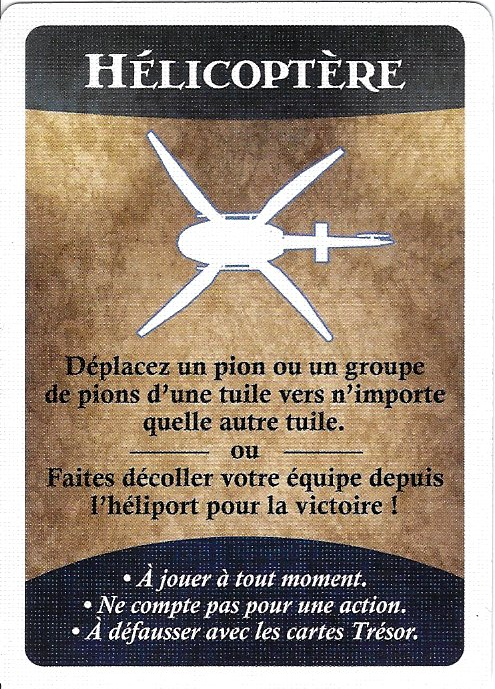 HÉLICOPTÈRE
Déplacez un pion ou un groupe
de pions d'une tuile vers n'importe
quelle autre tuile.
ou
Faites décoller votre équipe depuis
l'héliport pour la victoire !
• À jouer à tout moment.
• Ne compte pas pour une action.
• À défausser avec les cartes Trésor.